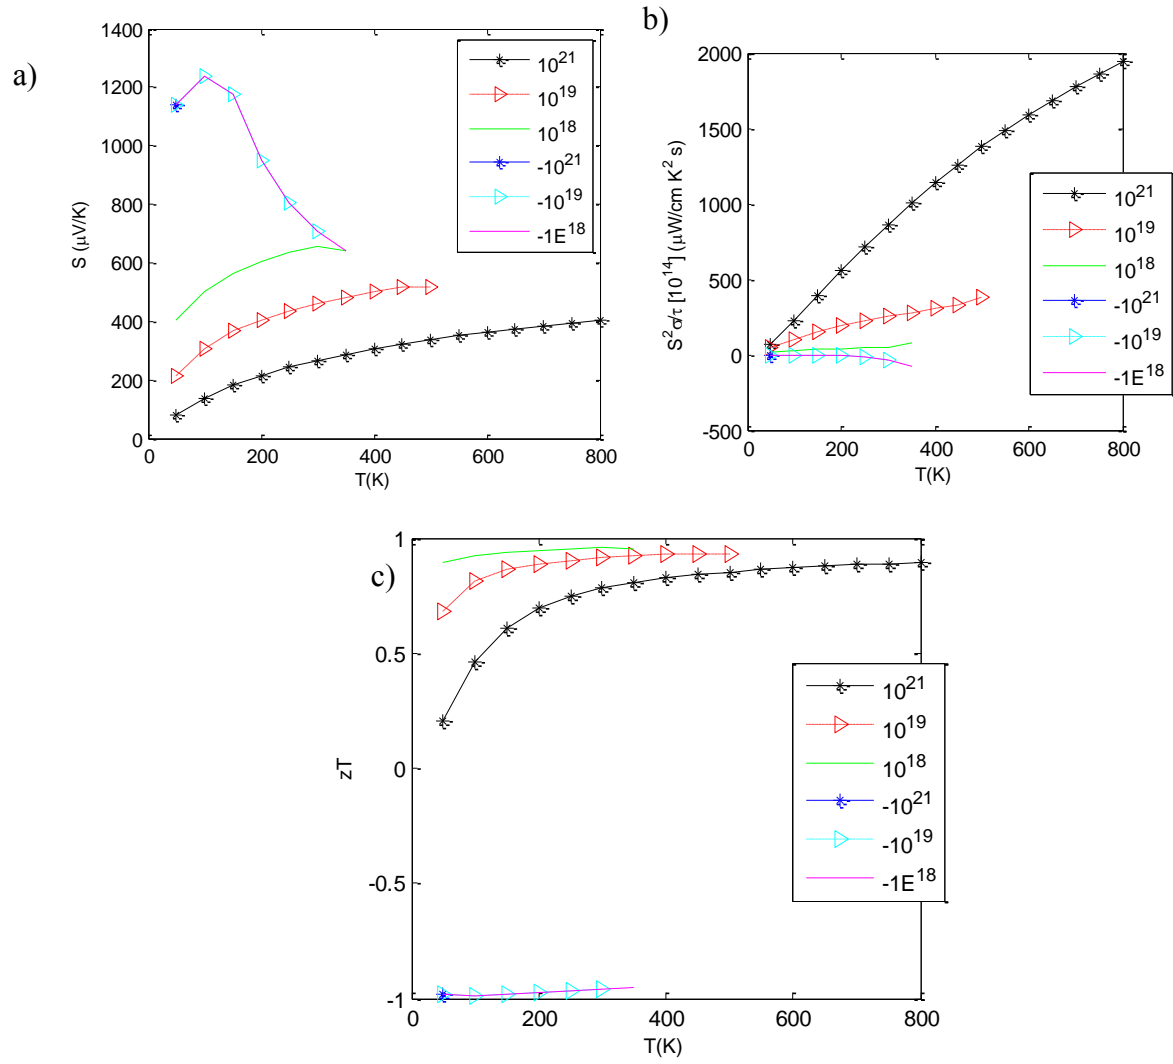 a)
S (μV/K)
1400
1200
1000
800
600
400
200
0
0 200 400 600 800
T(K)
10^21
10^19
10^18
-10^21
-10^19
-1E^18
b)
S^2σ/τ [10^14] (μW/cm K^2 s)
2000
1500
1000
500
0
-500
0 200 400 600 800
T(K)
10^21
10^19
10^18
-10^21
-10^19
-1E^18
c)
zT
1
0.5
0
-0.5
-1
0 200 400 600 800
T(K)
10^21
10^19
10^18
-10^21
-10^19
-1E^18